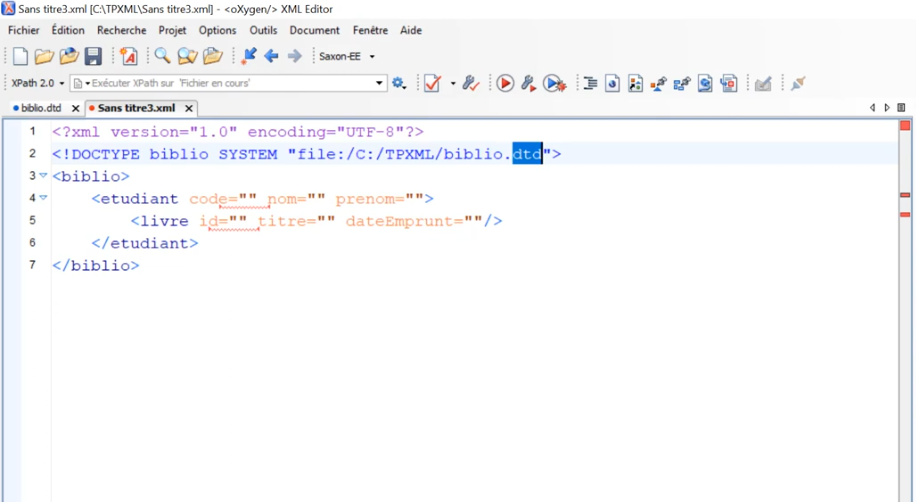 Sans titre3.xml [C:\TPXML\Sans titre3.xml] - <oXygen/> XML Editor
Fichier Édition Recherche Projet Options Outils Document Fenêtre Aide
Saxon-EE
XPath 2.0 Exécuter XPath sur 'Fichier en cours'
biblio.dtd Sans titre3.xml
1 <?xml version="1.0" encoding="UTF-8"?>
2 <!DOCTYPE biblio SYSTEM "file:/C:/TPXML/biblio.dtd">
3 <biblio>
4 <etudiant code="" nom="" prenom="">
5 <livre id="" titre="" dateEmprunt=""/>
6 </etudiant>
7 </biblio>